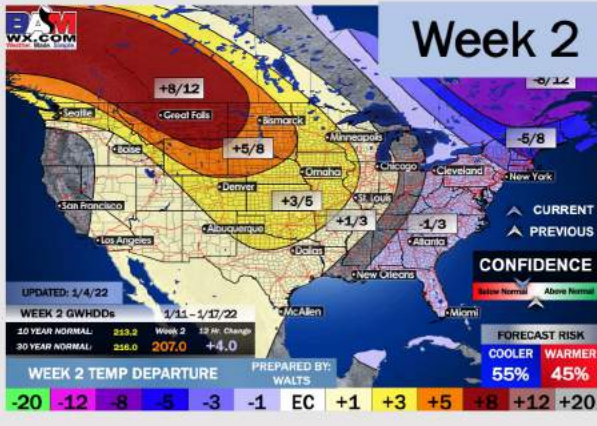 BAM
WX.COM
Weather Made Simple.
Week 2
+8/12
-8/12
Seattle
Great Falls
Bismarck
-5/8
Minneapolis
Boise
+5/8
Chicago
Cleveland
Omaha
New York
Denver
+3/5
St. Louis
San Francisco
+1/3
-1/3
CURRENT
Albuquerque
Atlanta
PREVIOUS
Los Angeles
Dallas
CONFIDENCE
New Orleans
Below Normal Above Normal
UPDATED: 1/4/22
WEEK 2 GWHDDs 1/11 - 1/17/22
McAllen
Miami
10 YEAR NORMAL: 213.2 Week 2 12 Hr. Change
30 YEAR NORMAL: 216.0 207.0 +4.0
FORECAST RISK
COOLER WARMER
55% 45%
WEEK 2 TEMP DEPARTURE
PREPARED BY:
WALTS
-20 -12 -8 -5 -3 -1 EC +1 +3 +5 +8 +12 +20